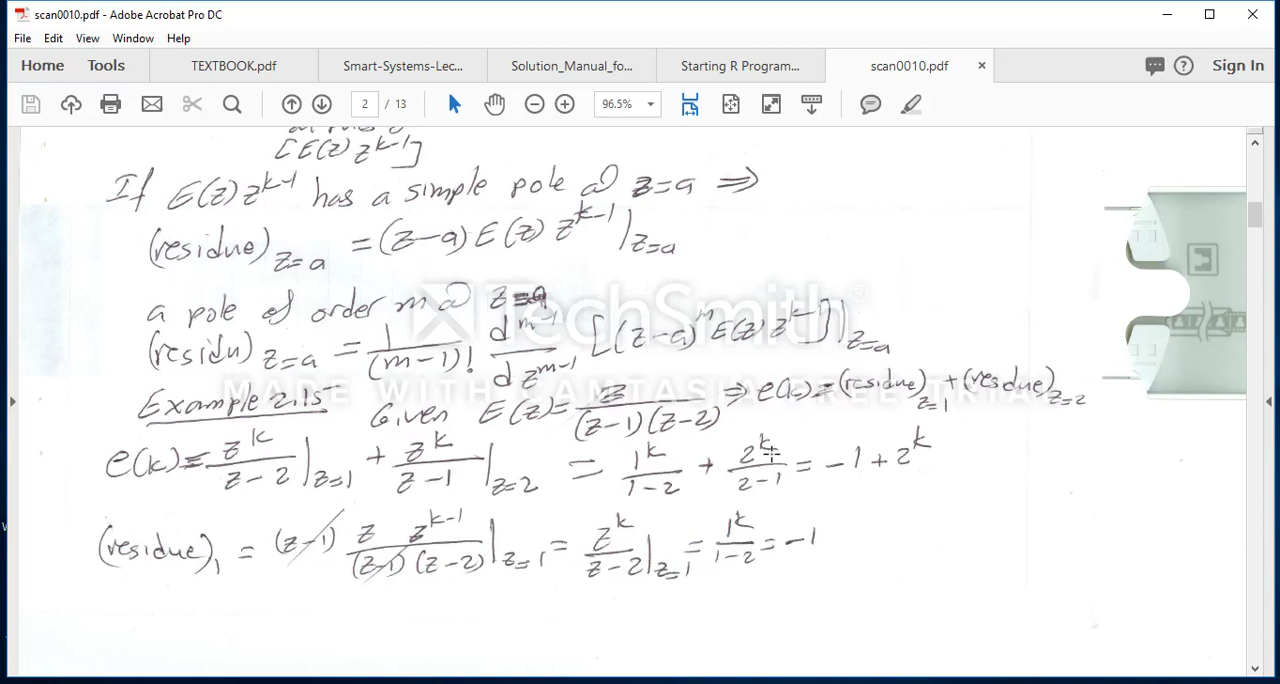 scan0010.pdf - Adobe Acrobat Pro DC
File Edit View Window Help
Home Tools TEXTBOOK.pdf Smart-Systems-Lec... Solution_Manual_fo... Starting R Program... scan0010.pdf × Sign In
2 / 13 96.5%
[E(z) z^{k-1}]
If E(z) z^{k-1} has a simple pole @ z=a ⇒
(residue)_{z=a} = (z-a) E(z) z^{k-1} |_{z=a}
a pole of order m @ z=a
(residu)_{z=a} = 1/(m-1)! d^{m-1}/dz^{m-1} [(z-a)^m E(z) z^{k-1}] |_{z=a}
TechSmith
MADE WITH CAMTASIA FREE TRIAL
Example 2.15 Given E(z) = z/((z-1)(z-2)) ⇒ e(k) = (residue)_{z=1} + (residue)_{z=2}
e(k) = z^k/(z-2) |_{z=1} + z^k/(z-1) |_{z=2} = 1^k/(1-2) + 2^k/(2-1) = -1 + 2^k
(residue)_1 = (z-1) z z^{k-1}/((z-1)(z-2)) |_{z=1} = z^k/(z-2) |_{z=1} = 1^k/(1-2) = -1